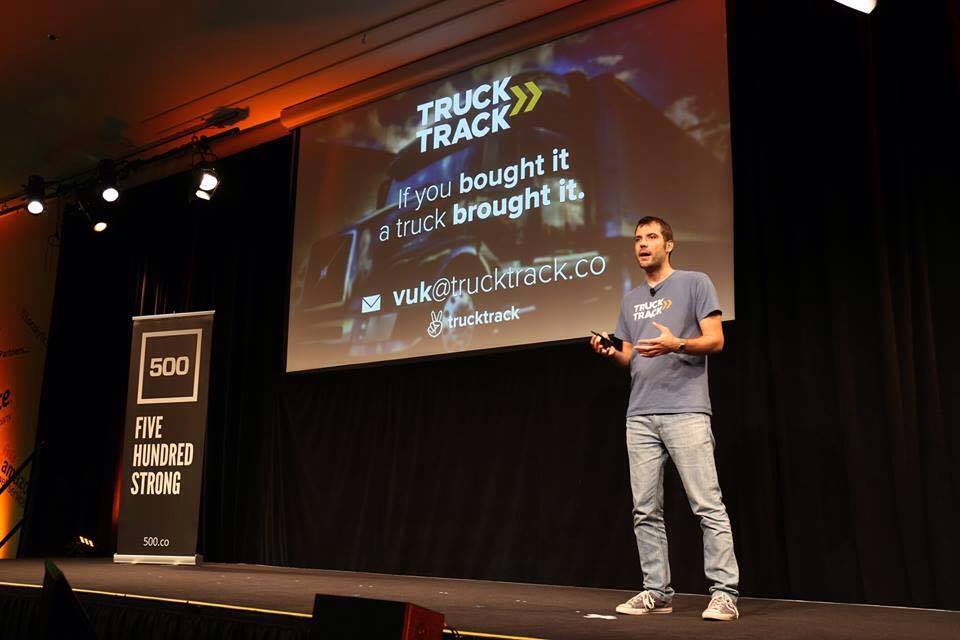 TRUCK
TRACK
If you bought it
a truck brought it.
vuk@trucktrack.co
trucktrack
TRUCK
TRACK
500
FIVE
HUNDRED
STRONG
500.co